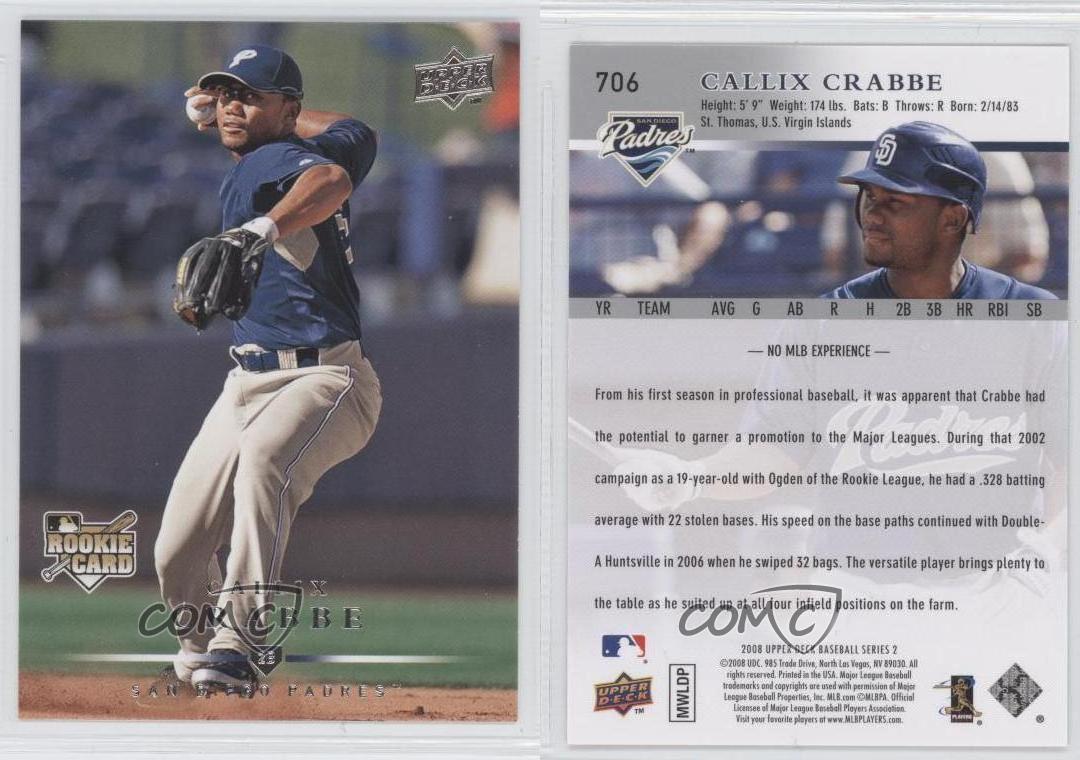 P
UPPER DECK
ROOKIE CARD
CALLIX
CRABBE
COMC
SAN DIEGO PADRES™
706
CALLIX CRABBE
Height: 5' 9" Weight: 174 lbs. Bats: B Throws: R Born: 2/14/83
St. Thomas, U.S. Virgin Islands
SAN DIEGO
Padres™
SD
YR TEAM AVG G AB R H 2B 3B HR RBI SB
— NO MLB EXPERIENCE —
From his first season in professional baseball, it was apparent that Crabbe had
the potential to garner a promotion to the Major Leagues. During that 2002
campaign as a 19-year-old with Ogden of the Rookie League, he had a .328 batting
average with 22 stolen bases. His speed on the base paths continued with Double-
A Huntsville in 2006 when he swiped 32 bags. The versatile player brings plenty to
the table as he suited up at all four infield positions on the farm.
Padres
COMC
2008 UPPER DECK BASEBALL SERIES 2
©2008 UDC. 985 Trade Drive, North Las Vegas, NV 89030. All
rights reserved. Printed in the USA. Major League Baseball
trademarks and copyrights are used with permission of Major
League Baseball Properties, Inc. MLB.com ©MLBPA. Official
Licensee of Major League Baseball Players Association.
Visit your favorite players at www.MLBPLAYERS.com.
UPPER DECK™
MWLDP
PLAYERS
®